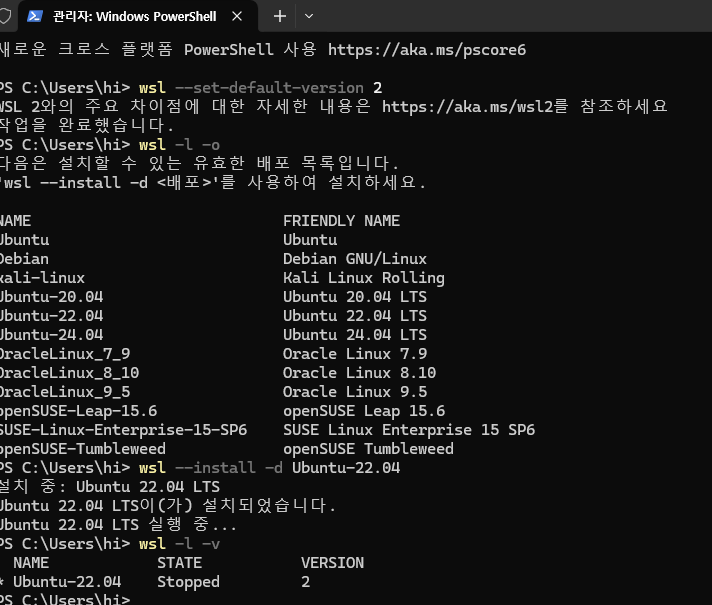 관리자: Windows PowerShell
새로운 크로스 플랫폼 PowerShell 사용 https://aka.ms/pscore6
PS C:\Users\hi> wsl --set-default-version 2
WSL 2와의 주요 차이점에 대한 자세한 내용은 https://aka.ms/wsl2를 참조하세요
작업을 완료했습니다.
PS C:\Users\hi> wsl -l -o
다음은 설치할 수 있는 유효한 배포 목록입니다.
'wsl --install -d <배포>'를 사용하여 설치하세요.
NAME FRIENDLY NAME
Ubuntu Ubuntu
Debian Debian GNU/Linux
kali-linux Kali Linux Rolling
Ubuntu-20.04 Ubuntu 20.04 LTS
Ubuntu-22.04 Ubuntu 22.04 LTS
Ubuntu-24.04 Ubuntu 24.04 LTS
OracleLinux_7_9 Oracle Linux 7.9
OracleLinux_8_10 Oracle Linux 8.10
OracleLinux_9_5 Oracle Linux 9.5
openSUSE-Leap-15.6 openSUSE Leap 15.6
SUSE-Linux-Enterprise-15-SP6 SUSE Linux Enterprise 15 SP6
openSUSE-Tumbleweed openSUSE Tumbleweed
PS C:\Users\hi> wsl --install -d Ubuntu-22.04
설치 중: Ubuntu 22.04 LTS
Ubuntu 22.04 LTS이(가) 설치되었습니다.
Ubuntu 22.04 LTS 실행 중...
PS C:\Users\hi> wsl -l -v
NAME STATE VERSION
* Ubuntu-22.04 Stopped 2
PS C:\Users\hi>